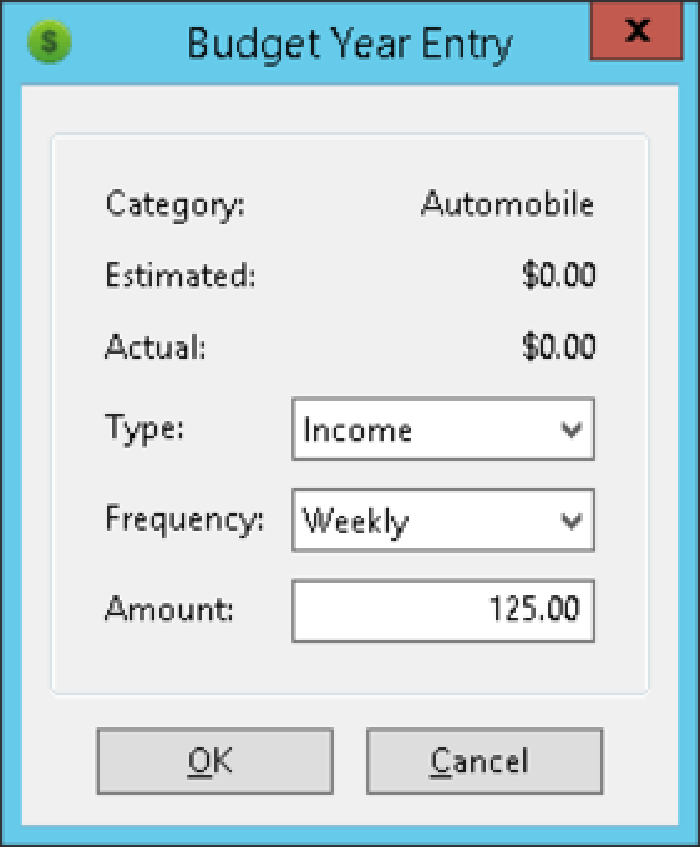 $
Budget Year Entry
x
Category: Automobile
Estimated: $0.00
Actual: $0.00
Type: Income
Frequency: Weekly
Amount: 125.00
OK Cancel